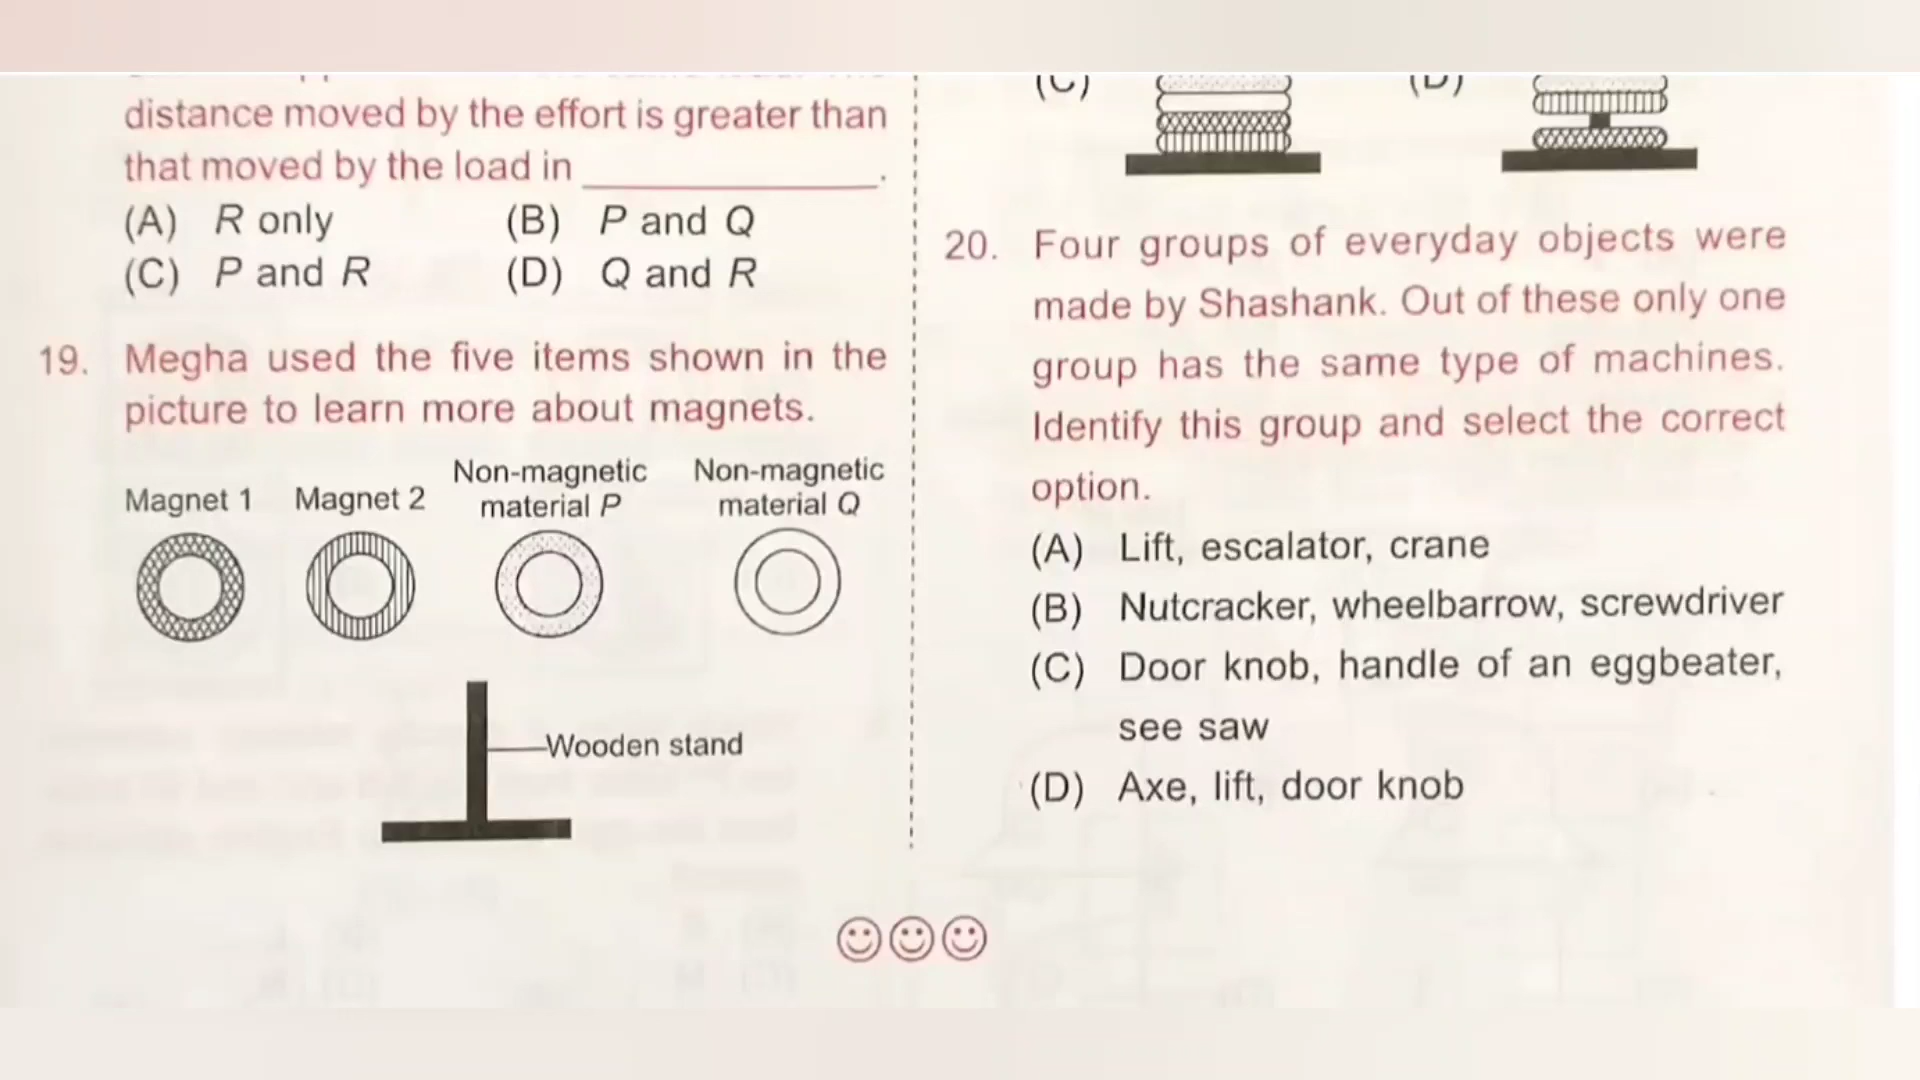 distance moved by the effort is greater than
that moved by the load in ____________.
(A) R only (B) P and Q
(C) P and R (D) Q and R
19. Megha used the five items shown in the
picture to learn more about magnets.
Magnet 1 Magnet 2 Non-magnetic material P Non-magnetic material Q
Wooden stand
(C) (D)
20. Four groups of everyday objects were
made by Shashank. Out of these only one
group has the same type of machines.
Identify this group and select the correct
option.
(A) Lift, escalator, crane
(B) Nutcracker, wheelbarrow, screwdriver
(C) Door knob, handle of an eggbeater,
see saw
(D) Axe, lift, door knob